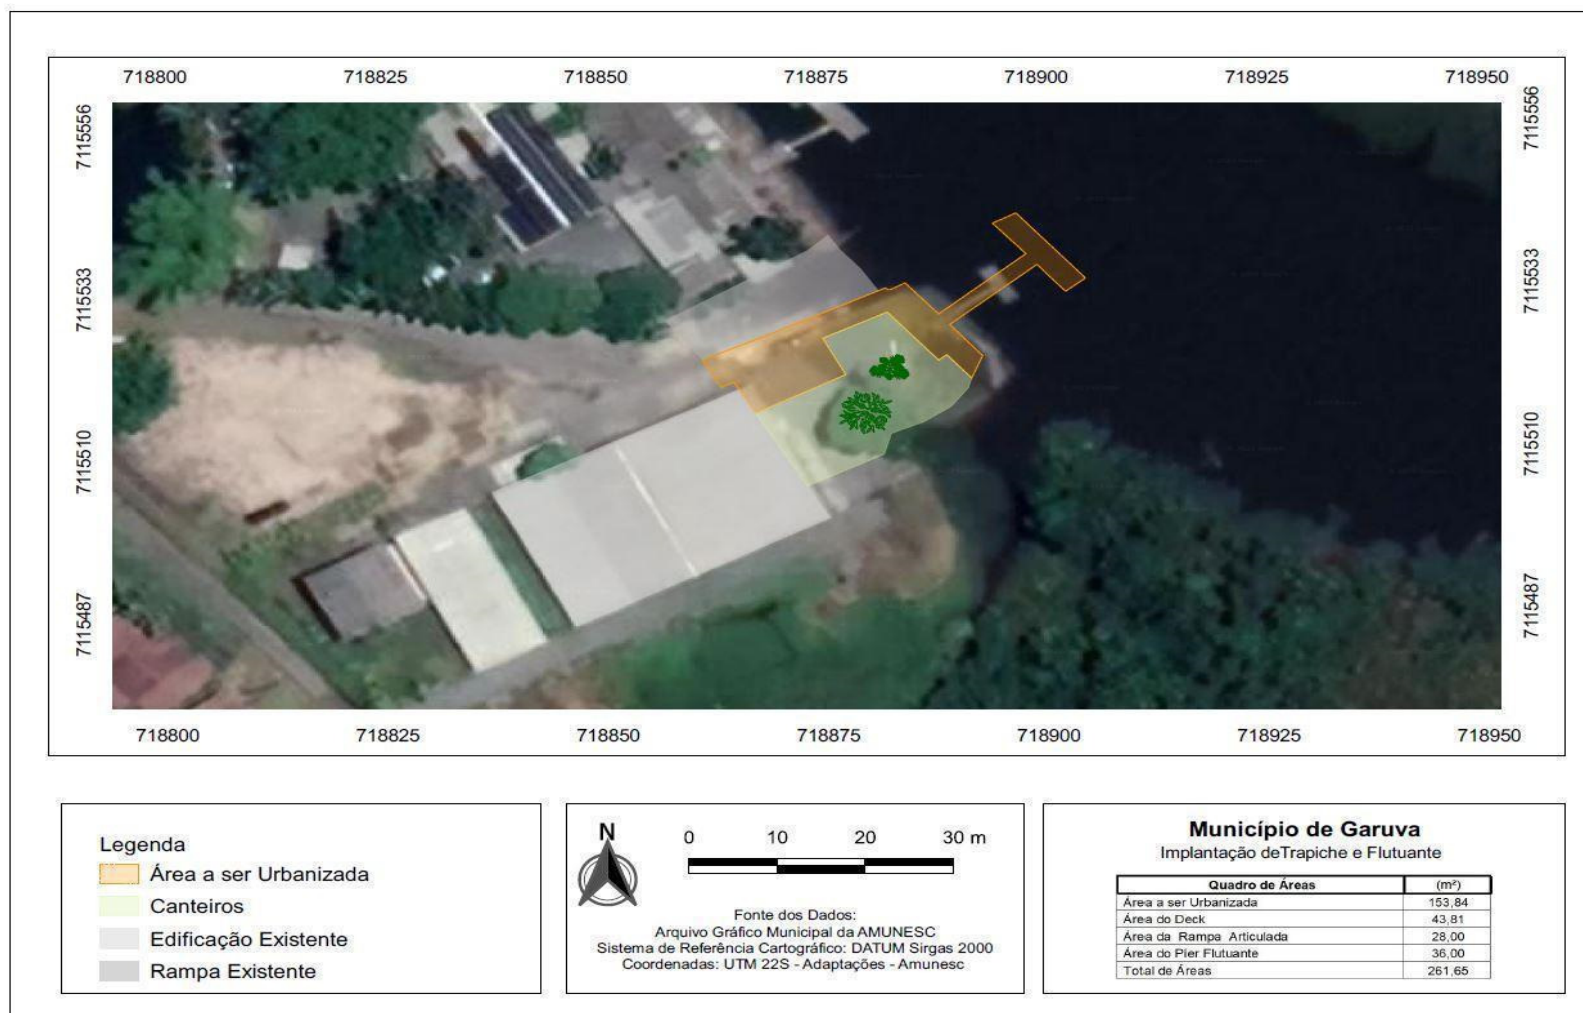 718800 718825 718850 718875 718900 718925 718950
7115556 7115556
7115533 7115533
7115510 7115510
7115487 7115487
718800 718825 718850 718875 718900 718925 718950
Legenda
Área a ser Urbanizada
Canteiros
Edificação Existente
Rampa Existente
N
0 10 20 30 m
Fonte dos Dados:
Arquivo Gráfico Municipal da AMUNESC
Sistema de Referência Cartográfico: DATUM Sirgas 2000
Coordenadas: UTM 22S - Adaptações - Amunesc
Município de Garuva
Implantação deTrapiche e Flutuante
Quadro de Áreas (m²)
Área a ser Urbanizada 153,84
Área do Deck 43,81
Área da Rampa Articulada 28,00
Área do Píer Flutuante 36,00
Total de Áreas 261,65